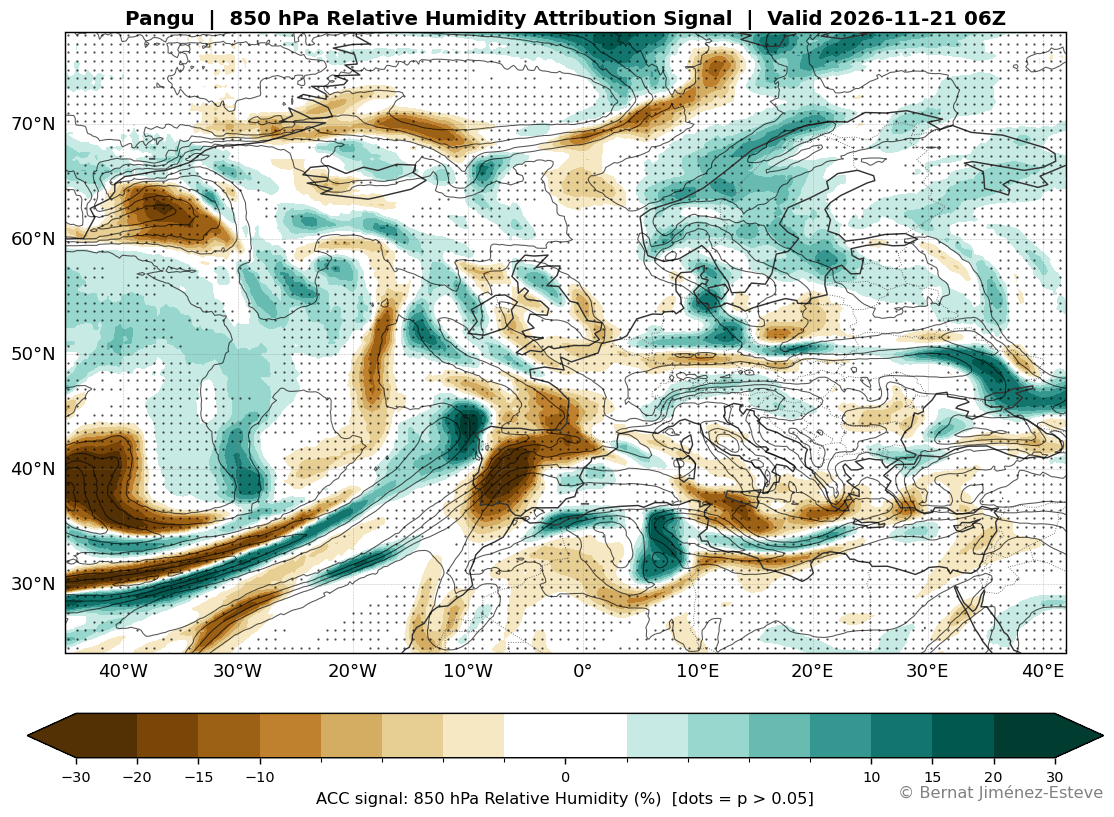 Pangu  |  850 hPa Relative Humidity Attribution Signal  |  Valid 2026-11-21 06Z
70°N
60°N
50°N
40°N
30°N
40°W 30°W 20°W 10°W 0° 10°E 20°E 30°E 40°E
−30 −20 −15 −10 0 10 15 20 30
ACC signal: 850 hPa Relative Humidity (%)  [dots = p > 0.05]
© Bernat Jiménez-Esteve